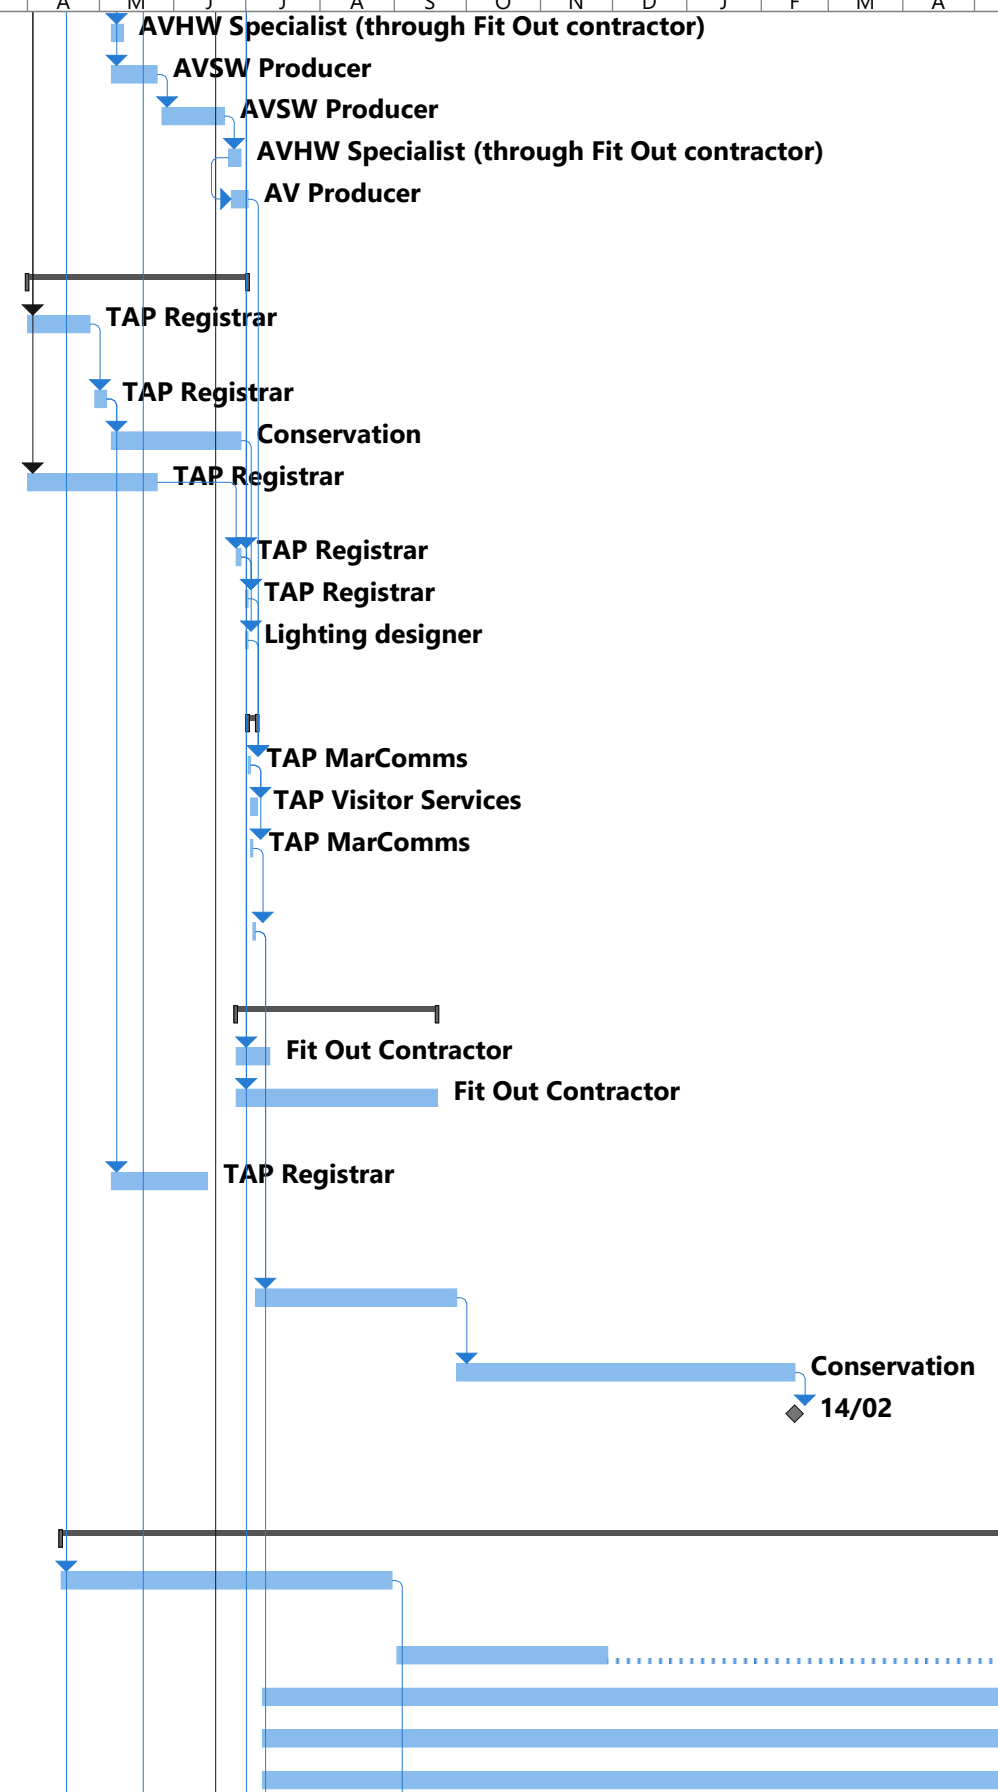 A M J J A S O N D J F M A
AVHW Specialist (through Fit Out contractor)
AVSW Producer
AVSW Producer
AVHW Specialist (through Fit Out contractor)
AV Producer
TAP Registrar
TAP Registrar
Conservation
TAP Registrar
TAP Registrar
TAP Registrar
Lighting designer
TAP MarComms
TAP Visitor Services
TAP MarComms
Fit Out Contractor
Fit Out Contractor
TAP Registrar
Conservation
14/02